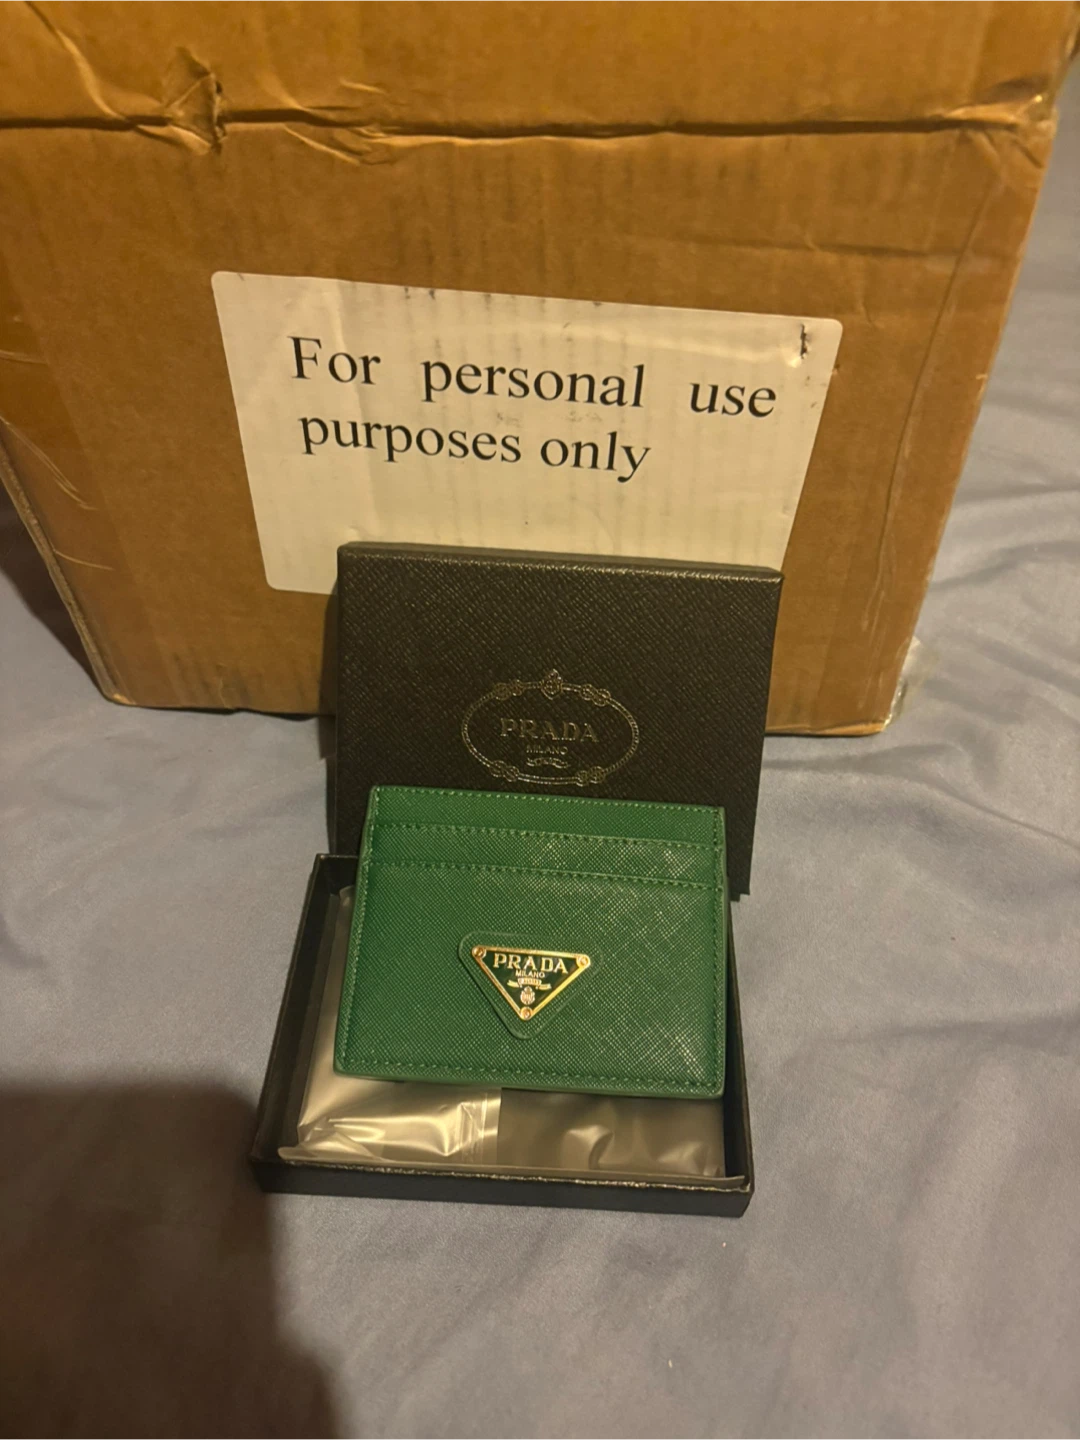 For personal use
purposes only
PRADA
MILANO
PRADA
MILANO